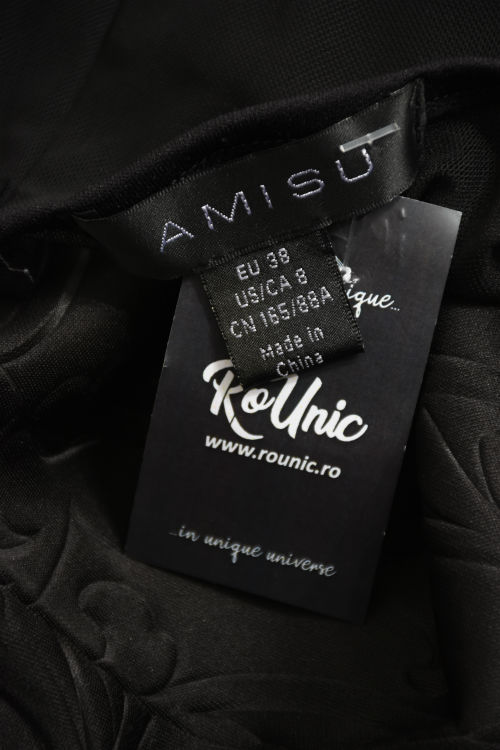 AMISU
EU 38
US/CA 8
CN 165/88A
Made in
China
RoUnic
www.rounic.ro
...in unique universe